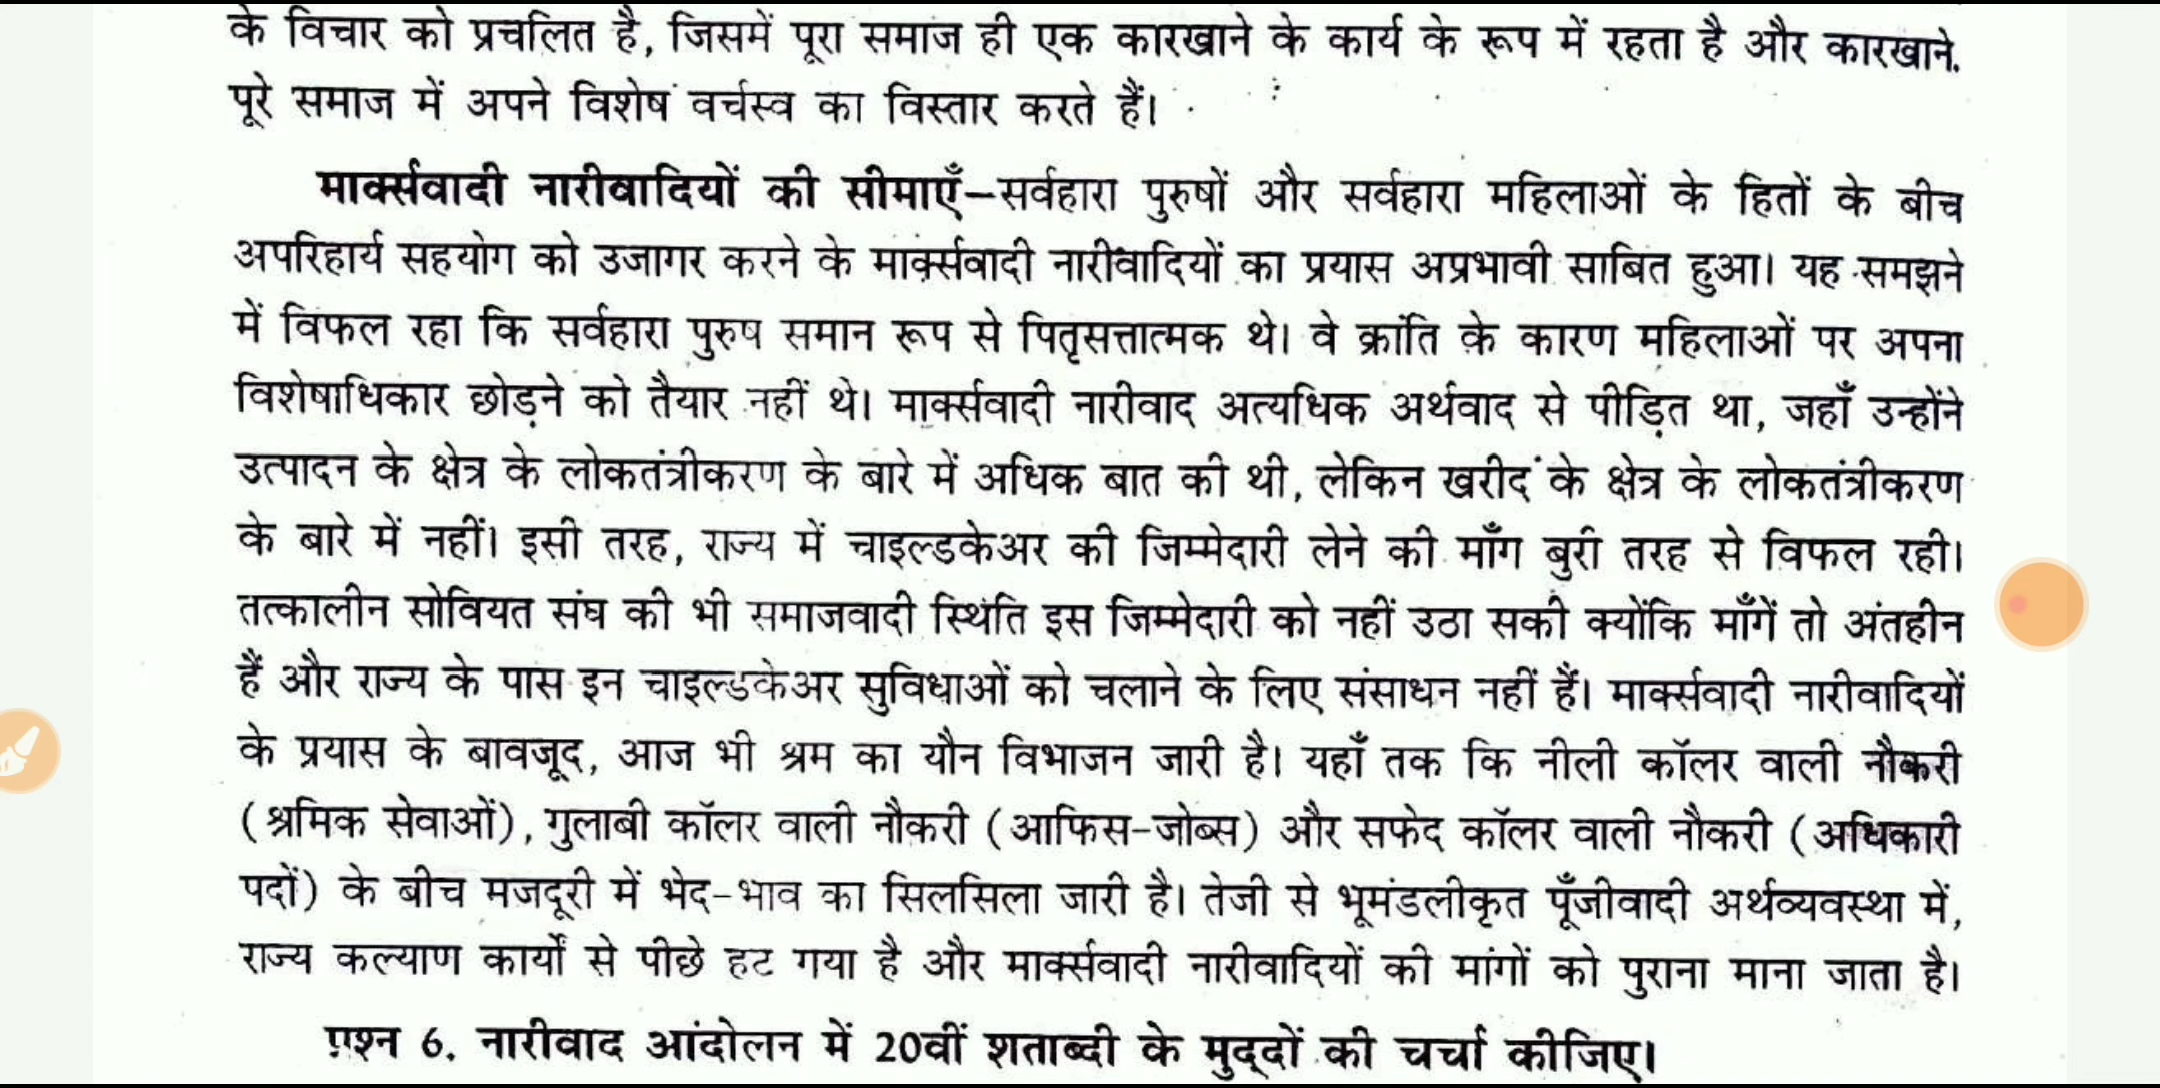 के विचार को प्रचलित है, जिसमें पूरा समाज ही एक कारखाने के कार्य के रूप में रहता है और कारखाने
पूरे समाज में अपने विशेष वर्चस्व का विस्तार करते हैं।
मार्क्सवादी नारीवादियों की सीमाएँ–सर्वहारा पुरुषों और सर्वहारा महिलाओं के हितों के बीच
अपरिहार्य सहयोग को उजागर करने के मार्क्सवादी नारीवादियों का प्रयास अप्रभावी साबित हुआ। यह समझने
में विफल रहा कि सर्वहारा पुरुष समान रूप से पितृसत्तात्मक थे। वे क्रांति के कारण महिलाओं पर अपना
विशेषाधिकार छोड़ने को तैयार नहीं थे। मार्क्सवादी नारीवाद अत्यधिक अर्थवाद से पीड़ित था, जहाँ उन्होंने
उत्पादन के क्षेत्र के लोकतंत्रीकरण के बारे में अधिक बात की थी, लेकिन खरीद के क्षेत्र के लोकतंत्रीकरण
के बारे में नहीं। इसी तरह, राज्य में चाइल्डकेअर की जिम्मेदारी लेने की माँग बुरी तरह से विफल रही।
तत्कालीन सोवियत संघ की भी समाजवादी स्थिति इस जिम्मेदारी को नहीं उठा सकी क्योंकि माँगें तो अंतहीन
हैं और राज्य के पास इन चाइल्डकेअर सुविधाओं को चलाने के लिए संसाधन नहीं हैं। मार्क्सवादी नारीवादियों
के प्रयास के बावजूद, आज भी श्रम का यौन विभाजन जारी है। यहाँ तक कि नीली कॉलर वाली नौकरी
(श्रमिक सेवाओं), गुलाबी कॉलर वाली नौकरी (आफिस-जोब्स) और सफेद कॉलर वाली नौकरी (अधिकारी
पदों) के बीच मजदूरी में भेद-भाव का सिलसिला जारी है। तेजी से भूमंडलीकृत पूँजीवादी अर्थव्यवस्था में,
राज्य कल्याण कार्यों से पीछे हट गया है और मार्क्सवादी नारीवादियों की मांगों को पुराना माना जाता है।
प्रश्न 6. नारीवाद आंदोलन में 20वीं शताब्दी के मुद्दों की चर्चा कीजिए।